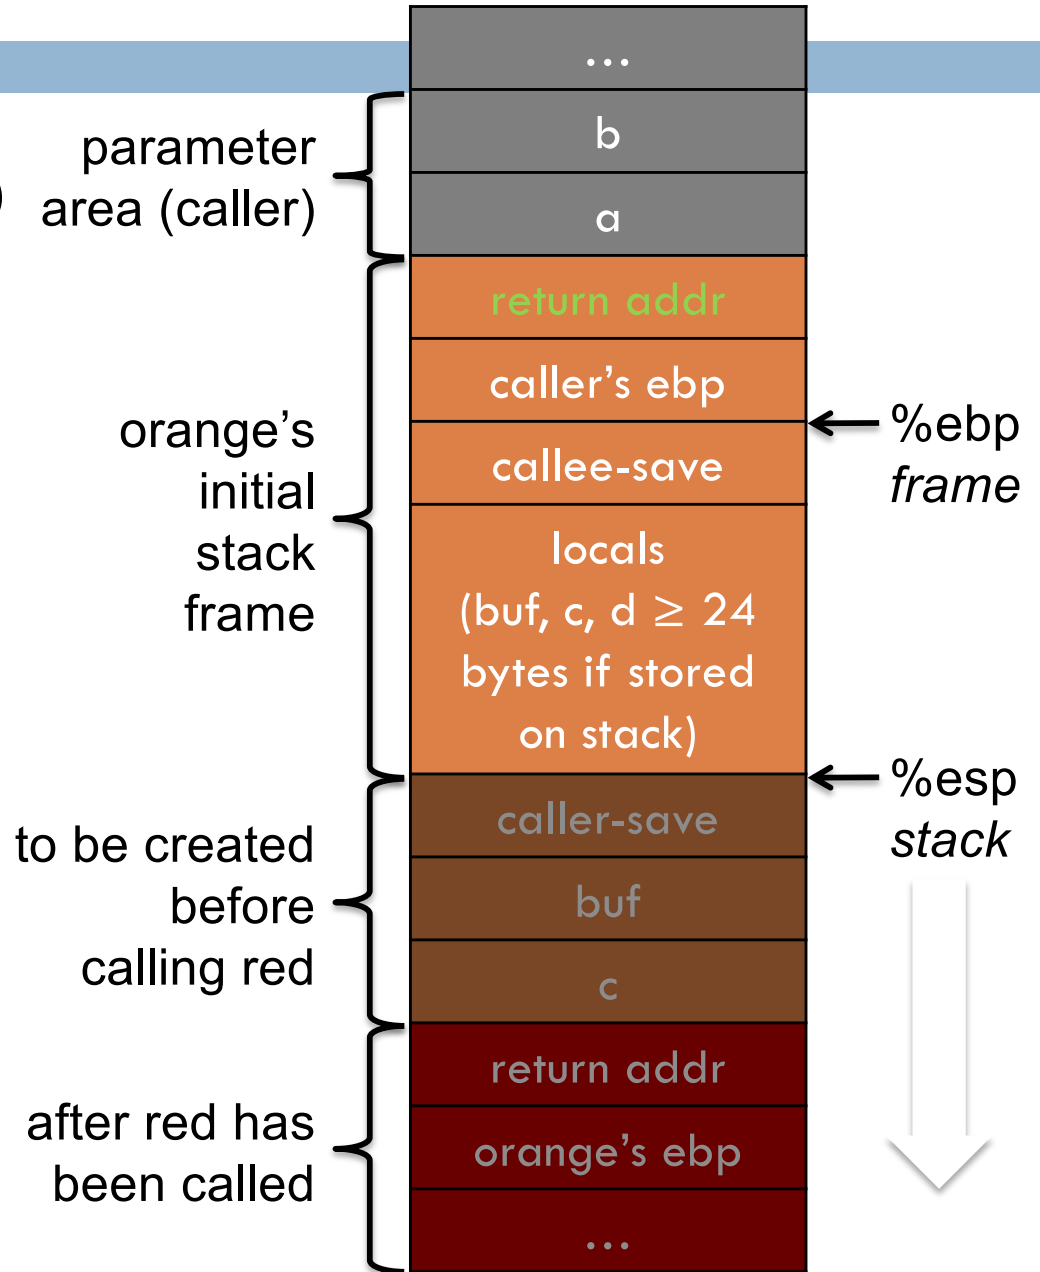 …
b
a
parameter
area (caller)
)
return addr
caller’s ebp
callee-save
locals
(buf, c, d ≥ 24
bytes if stored
on stack)
orange’s
initial
stack
frame
%ebp
frame
%esp
stack
caller-save
buf
c
to be created
before
calling red
return addr
orange’s ebp
…
after red has
been called